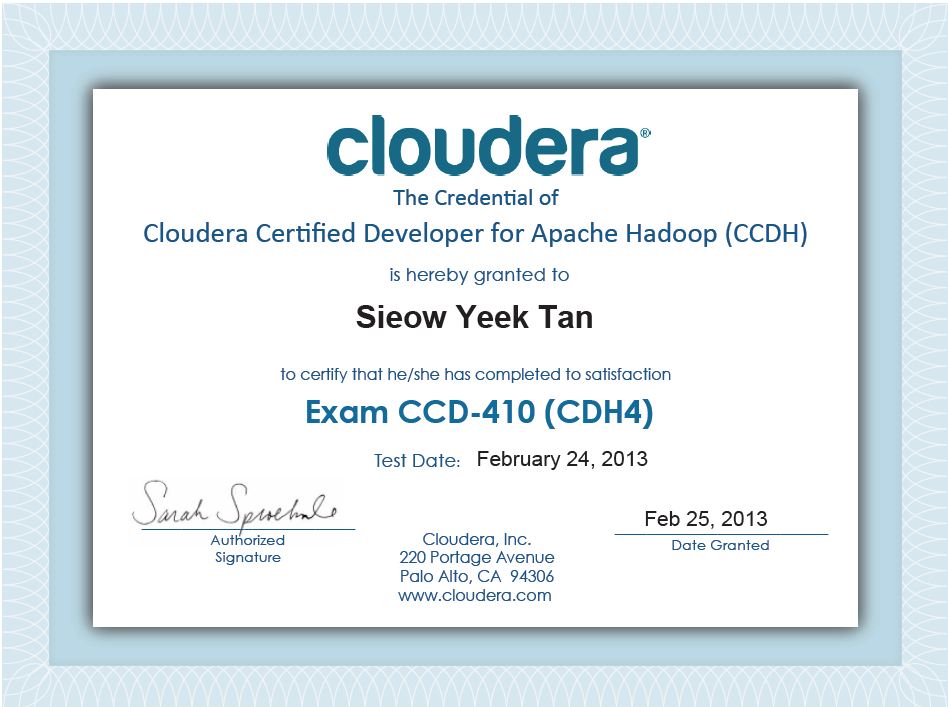 cloudera®
The Credential of
Cloudera Certified Developer for Apache Hadoop (CCDH)
is hereby granted to
Sieow Yeek Tan
to certify that he/she has completed to satisfaction
Exam CCD-410 (CDH4)
Test Date: February 24, 2013
Sarah Sproehnle
Authorized
Signature
Cloudera, Inc.
220 Portage Avenue
Palo Alto, CA 94306
www.cloudera.com
Feb 25, 2013
Date Granted